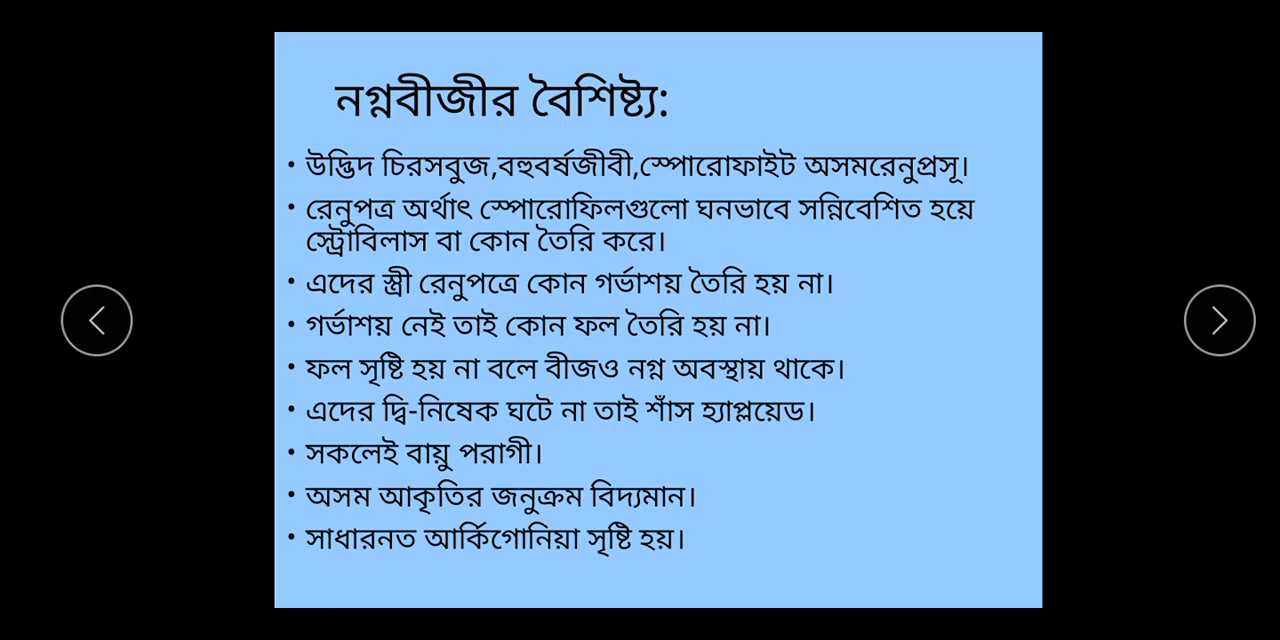 নগ্নবীজীর বৈশিষ্ট্য:
• উদ্ভিদ চিরসবুজ,বহুবর্ষজীবী,স্পোরোফাইট অসমরেনুপ্রসূ।
• রেনুপত্র অর্থাৎ স্পোরোফিলগুলো ঘনভাবে সন্নিবেশিত হয়ে
স্ট্রোবিলাস বা কোন তৈরি করে।
• এদের স্ত্রী রেনুপত্রে কোন গর্ভাশয় তৈরি হয় না।
• গর্ভাশয় নেই তাই কোন ফল তৈরি হয় না।
• ফল সৃষ্টি হয় না বলে বীজও নগ্ন অবস্থায় থাকে।
• এদের দ্বি-নিষেক ঘটে না তাই শাঁস হ্যাপ্লয়েড।
• সকলেই বায়ু পরাগী।
• অসম আকৃতির জনুক্রম বিদ্যমান।
• সাধারনত আর্কিগোনিয়া সৃষ্টি হয়।